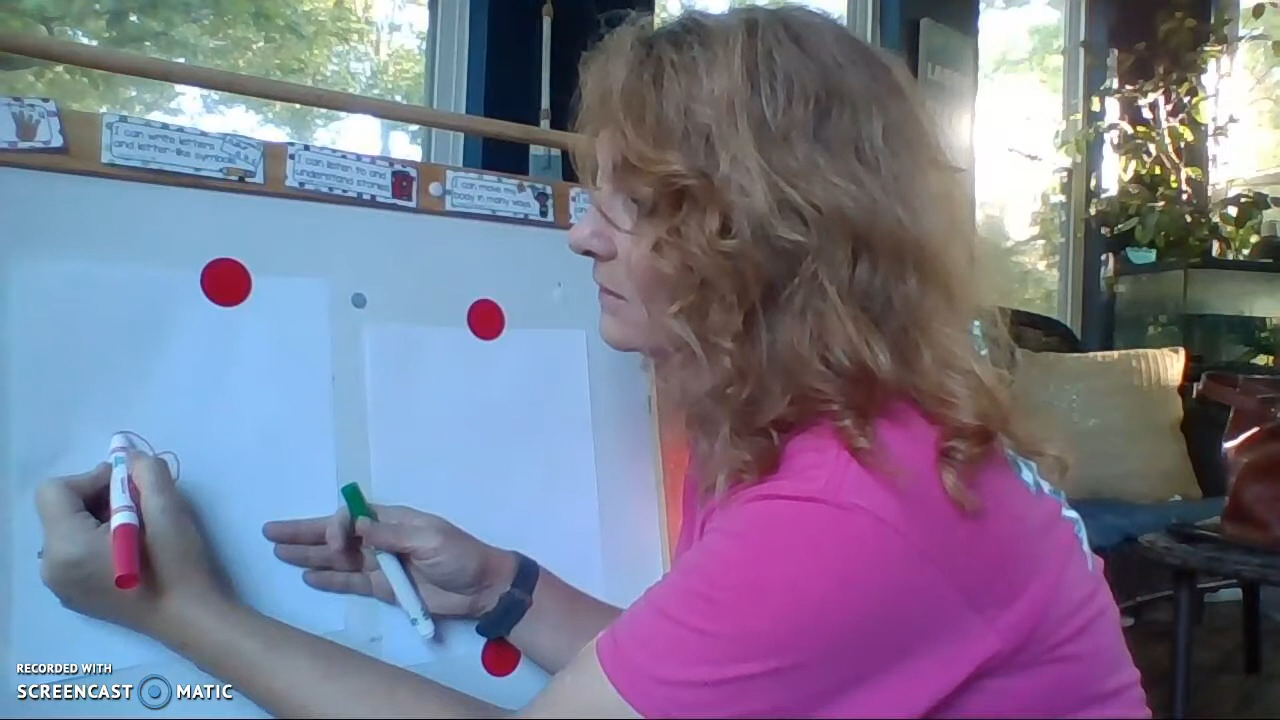 I can write letters
and letter-like symbols
I can listen to and
understand stories
I can move my
body in many ways
RECORDED WITH
SCREENCAST MATIC